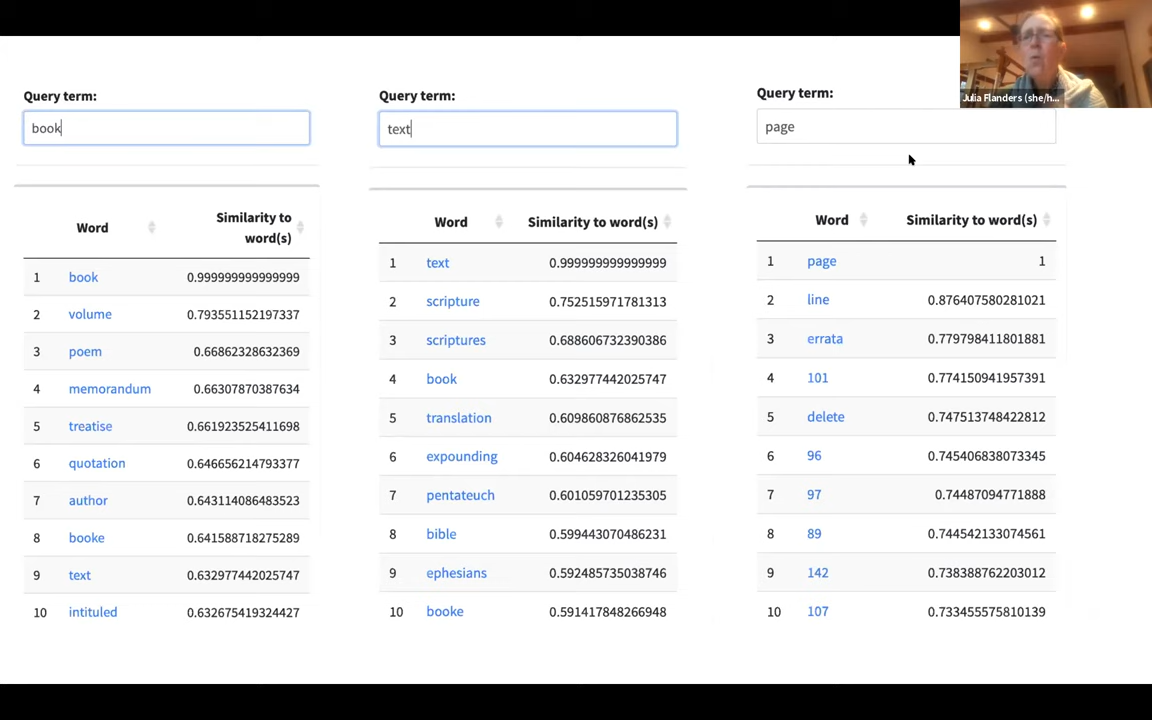 Julia Flanders (she/h...
Query term:
book
Word Similarity to word(s)
1 book 0.999999999999999
2 volume 0.793551152197337
3 poem 0.66862328632369
4 memorandum 0.66307870387634
5 treatise 0.661923525411698
6 quotation 0.646656214793377
7 author 0.643114086483523
8 booke 0.641588718275289
9 text 0.632977442025747
10 intituled 0.632675419324427
Query term:
text
Word Similarity to word(s)
1 text 0.999999999999999
2 scripture 0.752515971781313
3 scriptures 0.688606732390386
4 book 0.632977442025747
5 translation 0.609860876862535
6 expounding 0.604628326041979
7 pentateuch 0.601059701235305
8 bible 0.599443070486231
9 ephesians 0.592485735038746
10 booke 0.591417848266948
Query term:
page
Word Similarity to word(s)
1 page 1
2 line 0.876407580281021
3 errata 0.779798411801881
4 101 0.774150941957391
5 delete 0.747513748422812
6 96 0.745406838073345
7 97 0.74487094771888
8 89 0.744542133074561
9 142 0.738388762203012
10 107 0.733455575810139